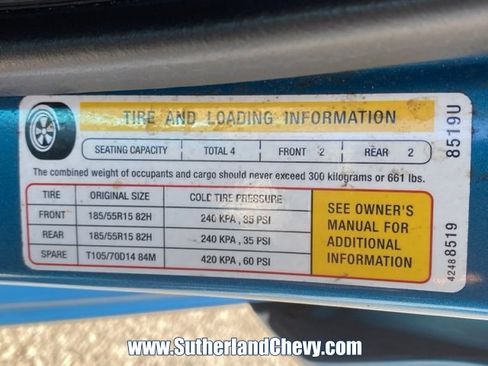 TIRE AND LOADING INFORMATION
SEATING CAPACITY TOTAL 4 FRONT 2 REAR 2
The combined weight of occupants and cargo should never exceed 300 kilograms or 661 lbs.
TIRE ORIGINAL SIZE COLD TIRE PRESSURE
FRONT 185/55R15 82H 240 KPA , 35 PSI
REAR 185/55R15 82H 240 KPA , 35 PSI
SPARE T105/70D14 84M 420 KPA , 60 PSI
SEE OWNER'S
MANUAL FOR
ADDITIONAL
INFORMATION
42488519
8519U
www.SutherlandChevy.com